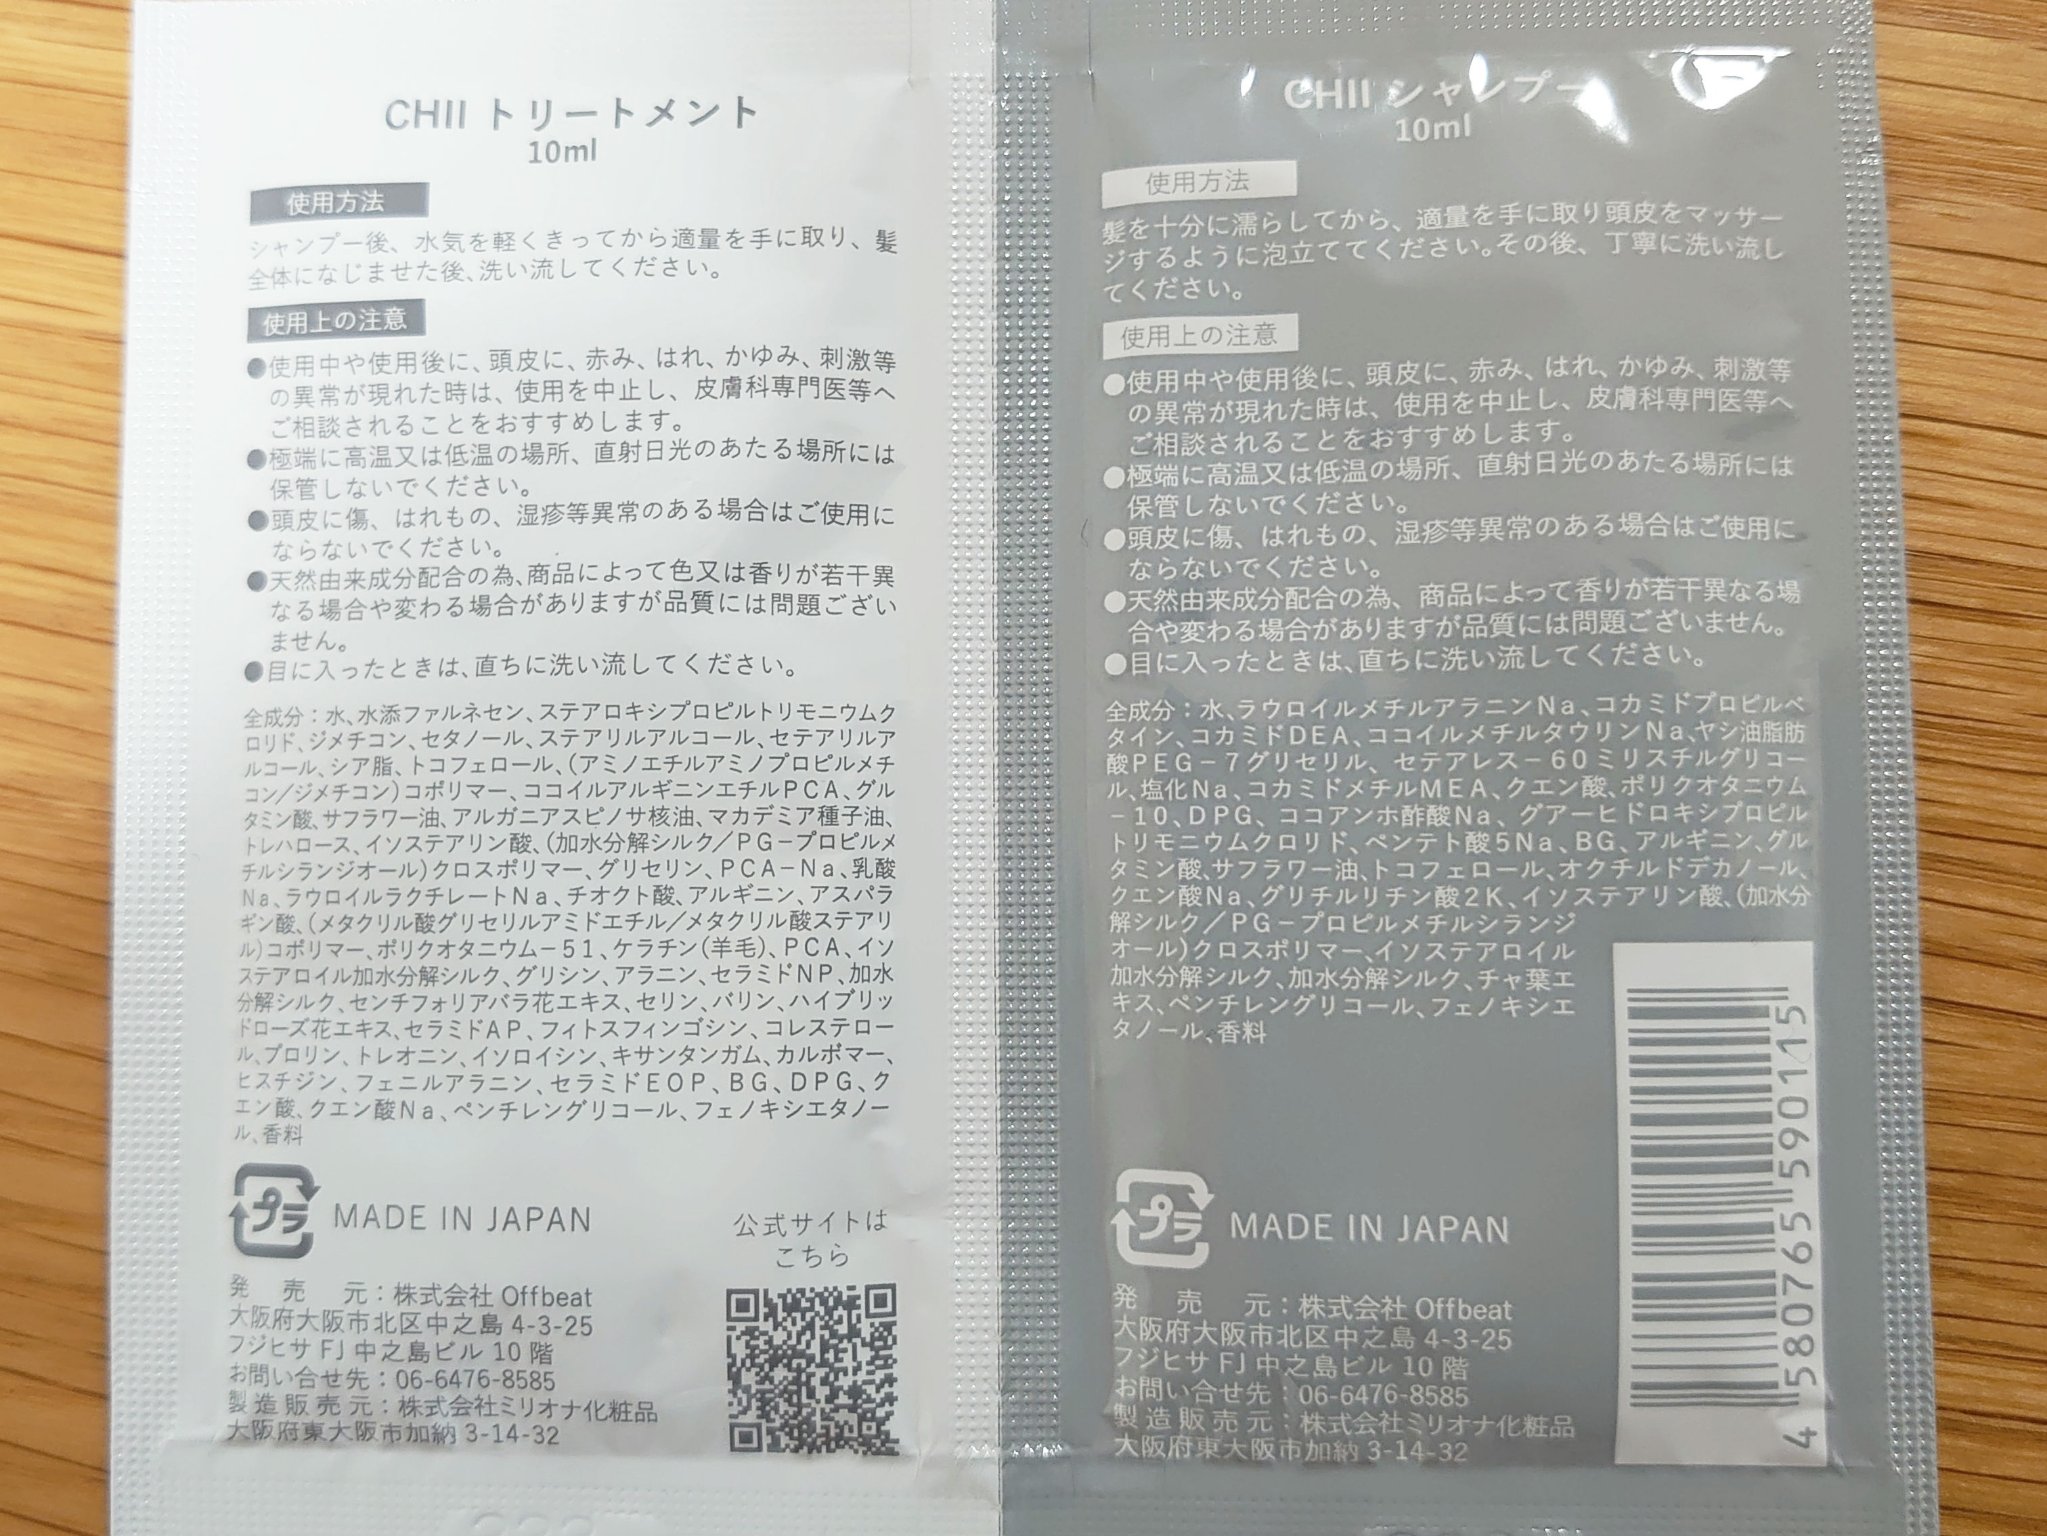 CHII トリートメント
10ml
使用方法
シャンプー後、水気を軽くきってから適量を手に取り、髪
全体になじませた後、洗い流してください。
使用上の注意
●使用中や使用後に、頭皮に、赤み、はれ、かゆみ、刺激等
の異常が現れた時は、使用を中止し、皮膚科専門医等へ
ご相談されることをおすすめします。
●極端に高温又は低温の場所、直射日光のあたる場所には
保管しないでください。
●頭皮に傷、はれもの、湿疹等異常のある場合はご使用に
ならないでください。
●天然由来成分配合の為、商品によって色又は香りが若干異
なる場合や変わる場合がありますが品質には問題ござい
ません。
●目に入ったときは、直ちに洗い流してください。
全成分：水、水添ファルネセン、ステアロキシプロピルトリモニウムク
ロリド、ジメチコン、セタノール、ステアリルアルコール、セテアリルア
ルコール、シア脂、トコフェロール、(アミノエチルアミノプロピルメチ
コン／ジメチコン)コポリマー、ココイルアルギニンエチルPCA、グル
タミン酸、サフラワー油、アルガニアスピノサ核油、マカデミア種子油、
トレハロース、イソステアリン酸、(加水分解シルク／PG－プロピルメ
チルシランジオール)クロスポリマー、グリセリン、PCA－Na、乳酸
Na、ラウロイルラクチレートNa、チオクト酸、アルギニン、アスパラ
ギン酸、(メタクリル酸グリセリルアミドエチル／メタクリル酸ステアリ
ル)コポリマー、ポリクオタニウム－51、ケラチン(羊毛)、PCA、イソ
ステアロイル加水分解シルク、グリシン、アラニン、セラミドNP、加水
分解シルク、センチフォリアバラ花エキス、セリン、バリン、ハイブリッ
ドローズ花エキス、セラミドAP、フィトスフィンゴシン、コレステロー
ル、プロリン、トレオニン、イソロイシン、キサンタンガム、カルボマー、
ヒスチジン、フェニルアラニン、セラミドEOP、BG、DPG、ク
エン酸、クエン酸Na、ペンチレングリコール、フェノキシエタノー
ル、香料
プラ
MADE IN JAPAN
公式サイトは
こちら
発売元：株式会社 Offbeat
大阪府大阪市北区中之島 4-3-25
フジヒサ FJ 中之島ビル 10 階
お問い合せ先：06-6476-8585
製造販売元：株式会社ミリオナ化粧品
大阪府東大阪市加納 3-14-32
CHII シャンプー
10ml
使用方法
髪を十分に濡らしてから、適量を手に取り頭皮をマッサー
ジするように泡立ててください。その後、丁寧に洗い流し
てください。
使用上の注意
●使用中や使用後に、頭皮に、赤み、はれ、かゆみ、刺激等
の異常が現れた時は、使用を中止し、皮膚科専門医等へ
ご相談されることをおすすめします。
●極端に高温又は低温の場所、直射日光のあたる場所には
保管しないでください。
●頭皮に傷、はれもの、湿疹等異常のある場合はご使用に
ならないでください。
●天然由来成分配合の為、商品によって香りが若干異なる場
合や変わる場合がありますが品質には問題ございません。
●目に入ったときは、直ちに洗い流してください。
全成分：水、ラウロイルメチルアラニンNa、コカミドプロピルベ
タイン、コカミドDEA、ココイルメチルタウリンNa、ヤシ油脂肪
酸PEG－7グリセリル、セテアレス－60ミリスチルグリコー
ル、塩化Na、コカミドメチルMEA、クエン酸、ポリクオタニウム
－10、DPG、ココアンホ酢酸Na、グアーヒドロキシプロピル
トリモニウムクロリド、ペンテト酸5Na、BG、アルギニン、グル
タミン酸、サフラワー油、トコフェロール、オクチルドデカノール、
クエン酸Na、グリチルリチン酸2K、イソステアリン酸、(加水分
解シルク／PG－プロピルメチルシランジ
オール)クロスポリマー、イソステアロイル
加水分解シルク、加水分解シルク、チャ葉エ
キス、ペンチレングリコール、フェノキシエ
タノール、香料
プラ
MADE IN JAPAN
発売元：株式会社 Offbeat
大阪府大阪市北区中之島 4-3-25
フジヒサ FJ 中之島ビル 10 階
お問い合せ先：06-6476-8585
製造販売元：株式会社ミリオナ化粧品
大阪府東大阪市加納 3-14-32
4 580765 590115